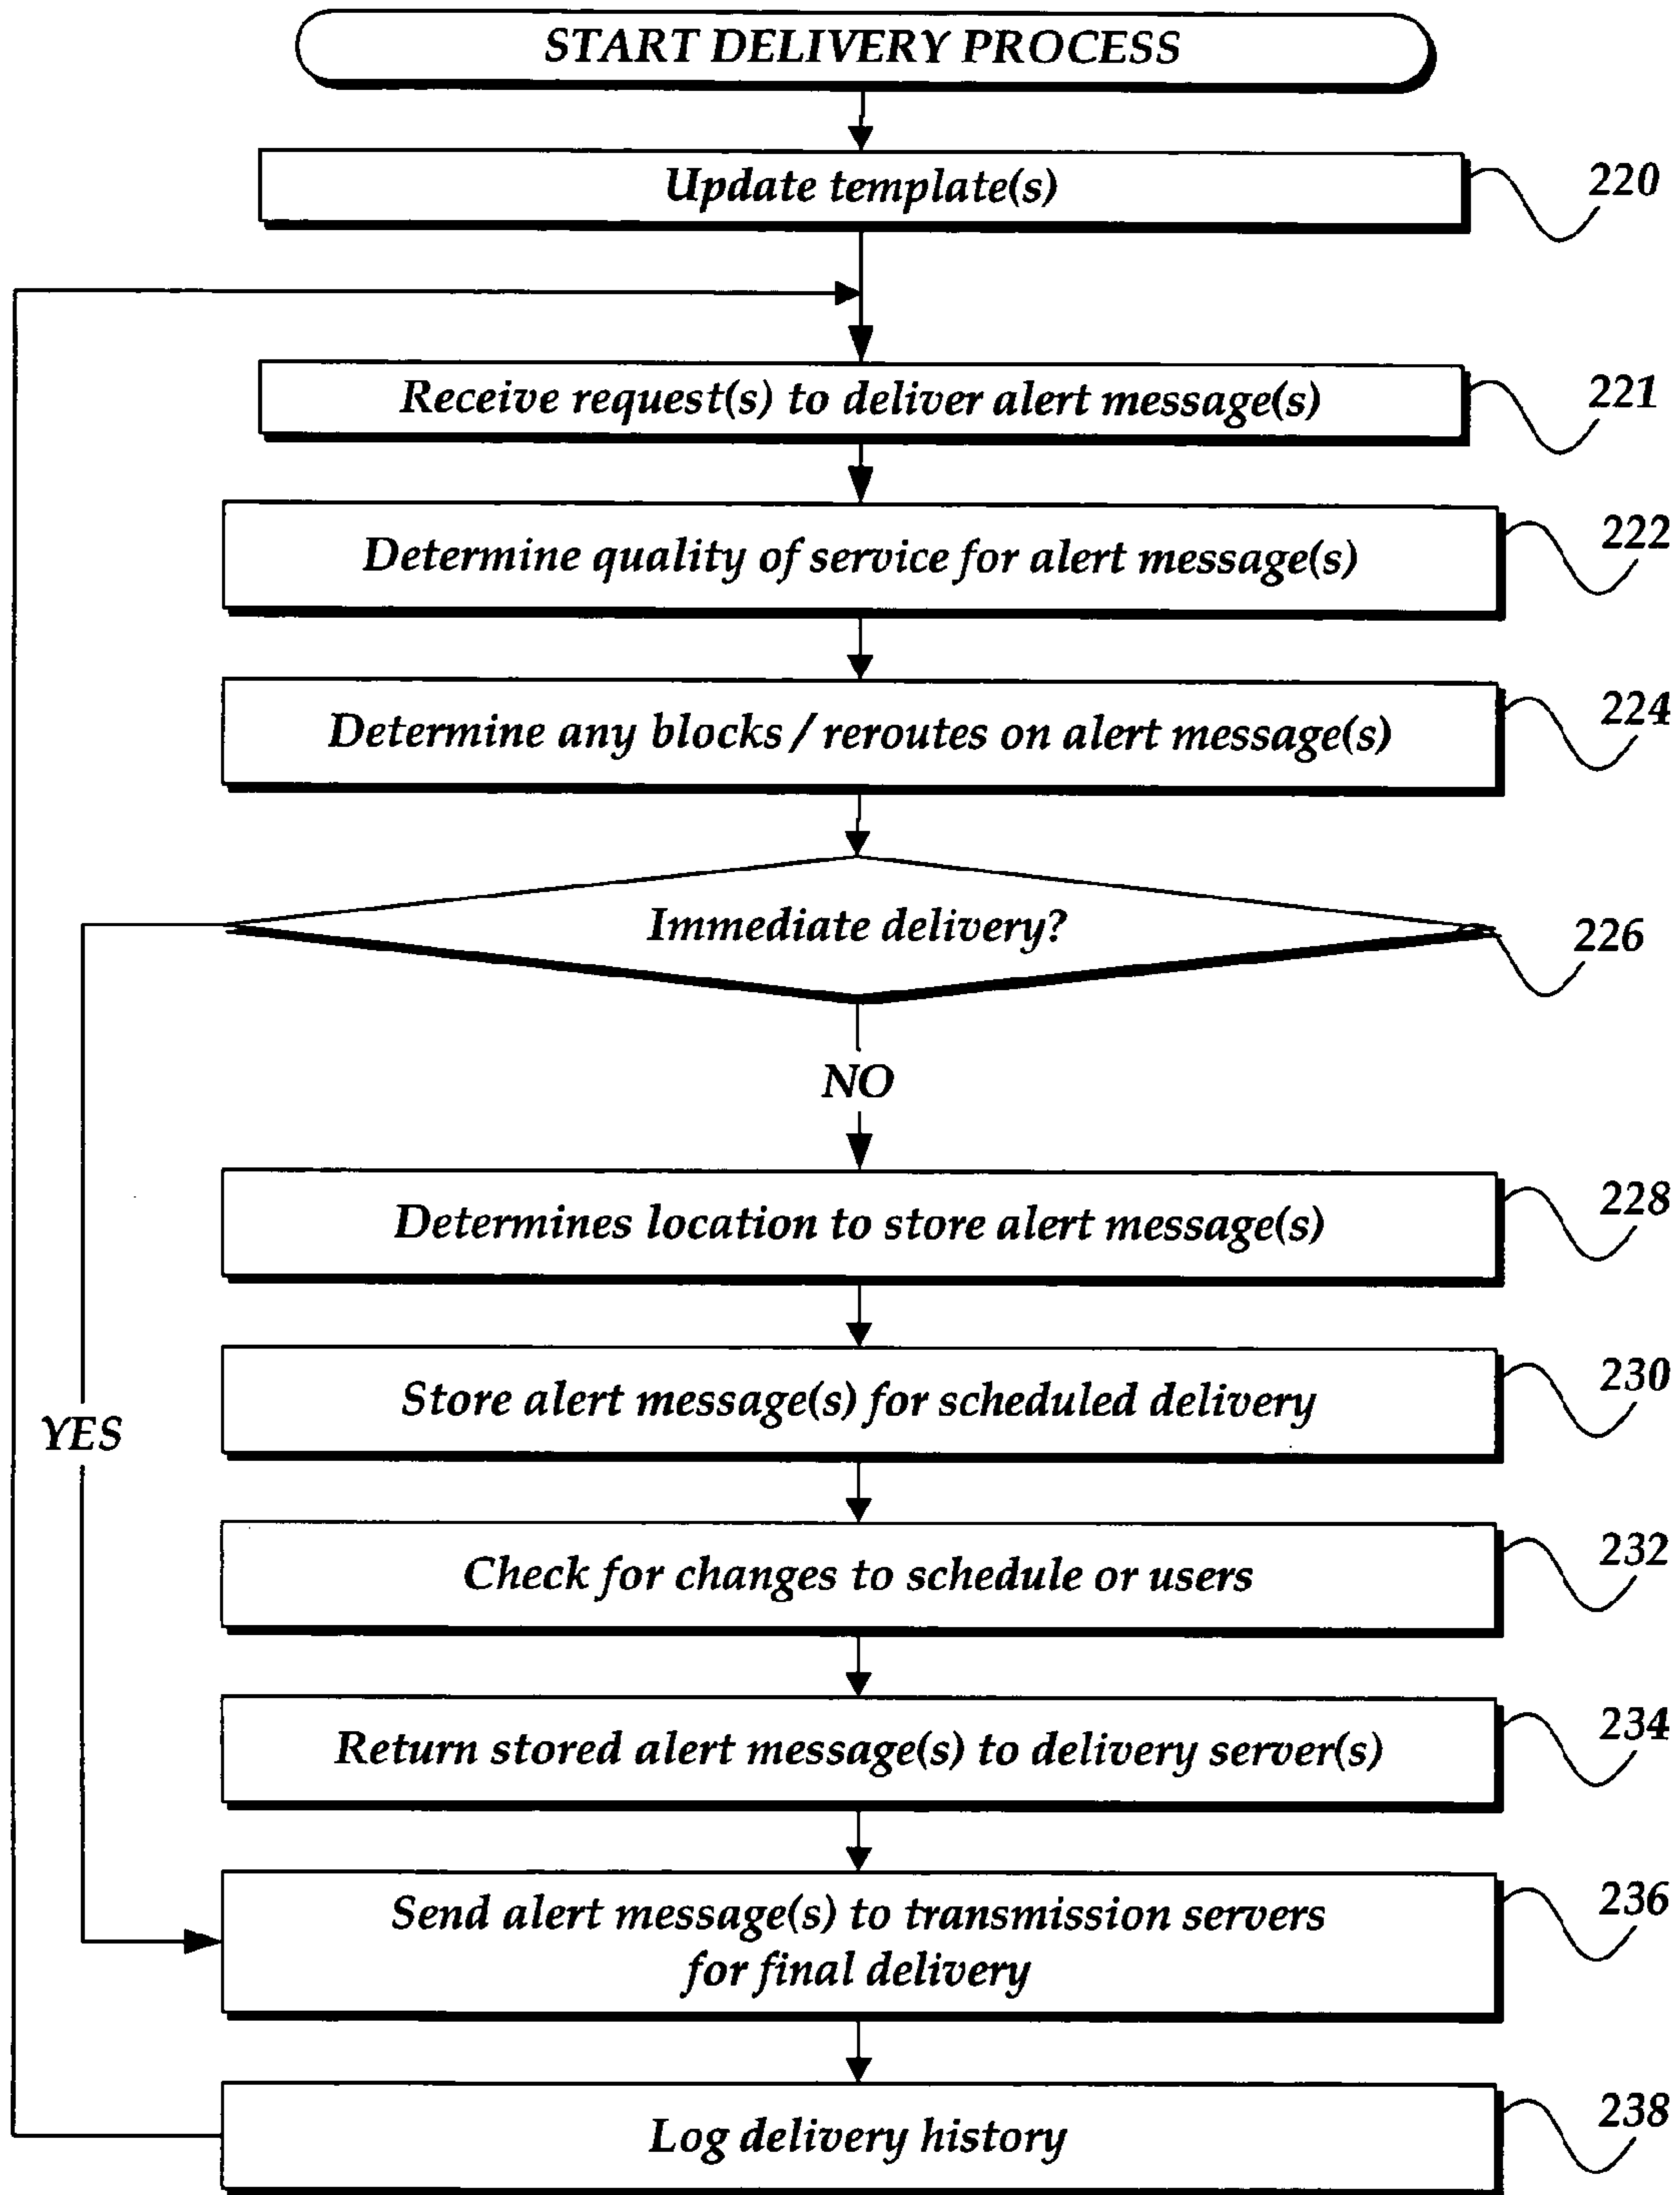 START DELIVERY PROCESS
Update template(s)
220
Receive request(s) to deliver alert message(s)
221
Determine quality of service for alert message(s)
222
Determine any blocks / reroutes on alert message(s)
224
Immediate delivery?
226
NO
Determines location to store alert message(s)
228
Store alert message(s) for scheduled delivery
230
YES
Check for changes to schedule or users
232
Return stored alert message(s) to delivery server(s)
234
Send alert message(s) to transmission servers
for final delivery
236
Log delivery history
238